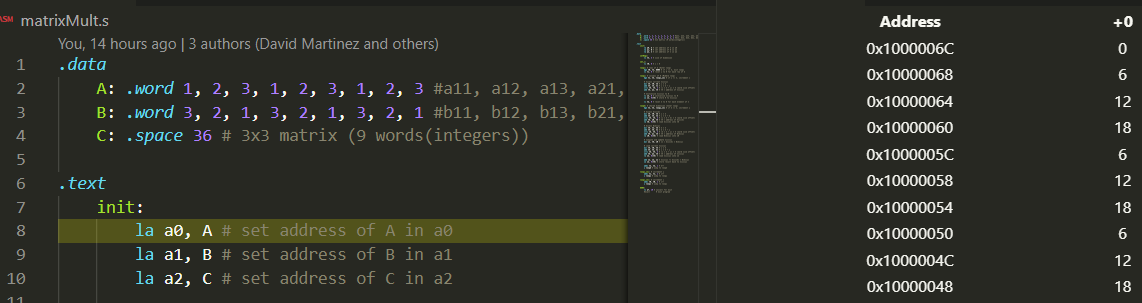 ASM matrixMult.s
You, 14 hours ago | 3 authors (David Martinez and others)
1 .data
2 A: .word 1, 2, 3, 1, 2, 3, 1, 2, 3 #a11, a12, a13, a21,
3 B: .word 3, 2, 1, 3, 2, 1, 3, 2, 1 #b11, b12, b13, b21,
4 C: .space 36 # 3x3 matrix (9 words(integers))
5
6 .text
7 init:
8 la a0, A # set address of A in a0
9 la a1, B # set address of B in a1
10 la a2, C # set address of C in a2
Address +0
0x1000006C 0
0x10000068 6
0x10000064 12
0x10000060 18
0x1000005C 6
0x10000058 12
0x10000054 18
0x10000050 6
0x1000004C 12
0x10000048 18